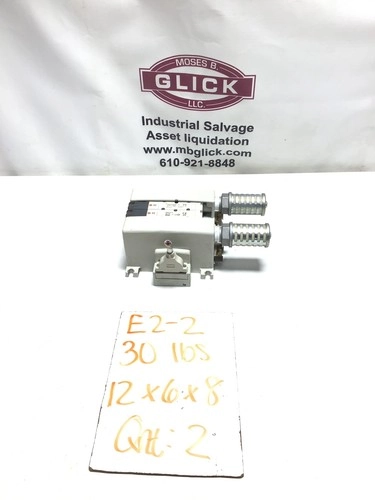 MOSES B.
GLICK
LLC.
Industrial Salvage
Asset liquidation
www.mbglick.com
610-921-8848
E2-2
30 lbs
12 x 6 x 8
Qnt: 2